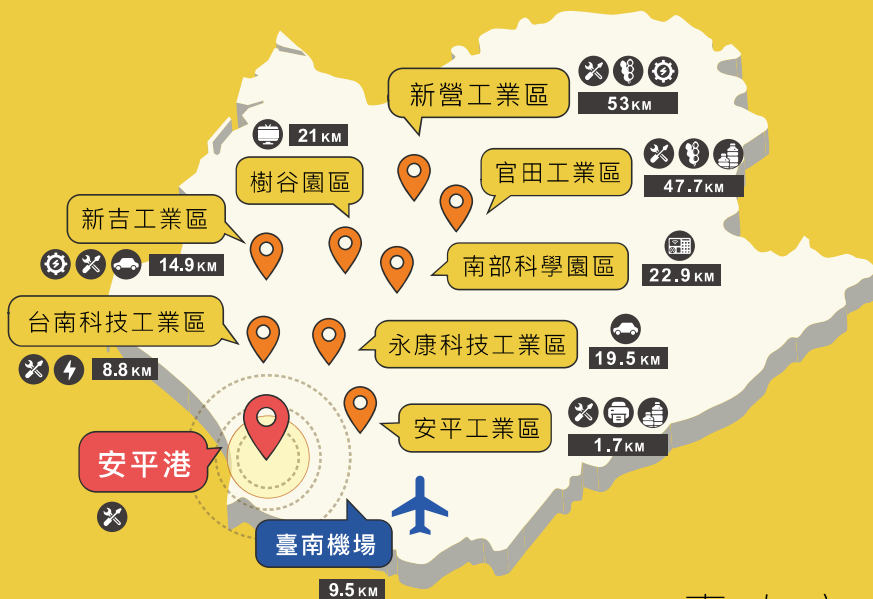 新營工業區
53KM
21KM
樹谷園區
官田工業區
47.7KM
新吉工業區
14.9KM
南部科學園區
22.9KM
台南科技工業區
8.8KM
永康科技工業區
19.5KM
安平工業區
1.7KM
安平港
臺南機場
9.5KM